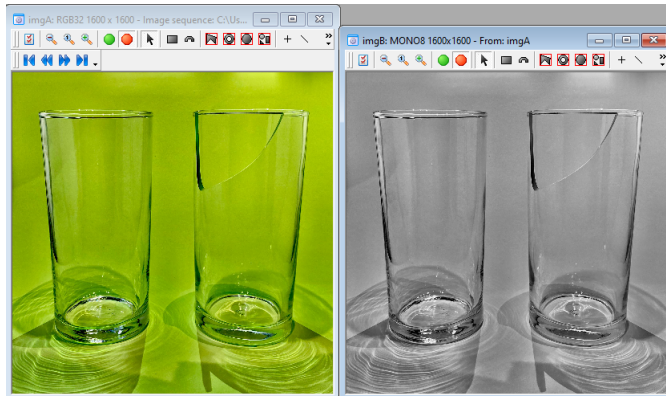 imgA: RGB32 1600 x 1600 - Image sequence: C:\Us...
imgB: MONO8 1600x1600 - From: imgA